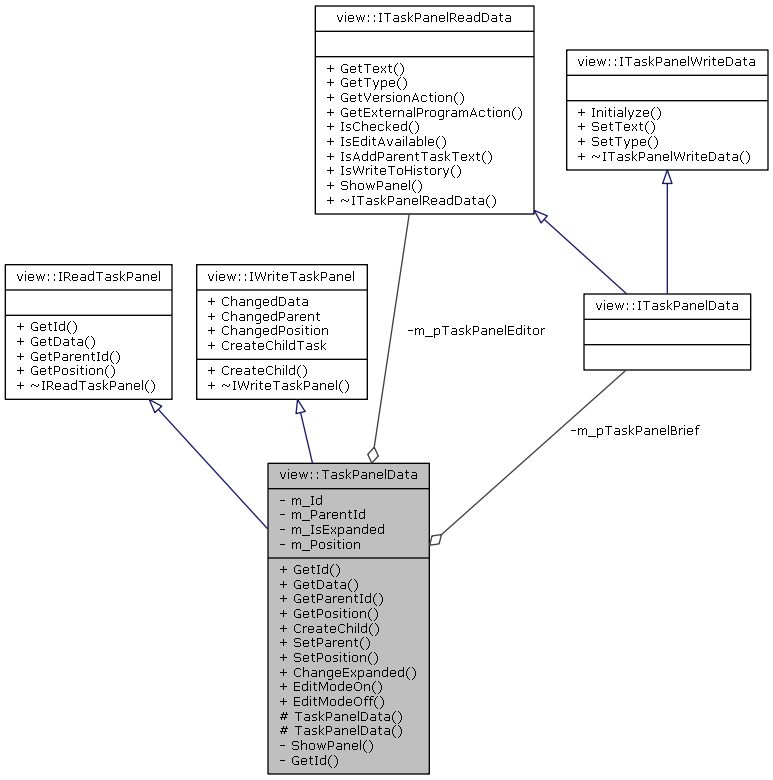 view::ITaskPanelReadData
+ GetText()
+ GetType()
+ GetVersionAction()
+ GetExternalProgramAction()
+ IsChecked()
+ IsEditAvailable()
+ IsAddParentTaskText()
+ IsWriteToHistory()
+ ShowPanel()
+ ~ITaskPanelReadData()
view::ITaskPanelWriteData
+ Initialyze()
+ SetText()
+ SetType()
+ ~ITaskPanelWriteData()
view::IReadTaskPanel
+ GetId()
+ GetData()
+ GetParentId()
+ GetPosition()
+ ~IReadTaskPanel()
view::IWriteTaskPanel
+ ChangedData
+ ChangedParent
+ ChangedPosition
+ CreateChildTask
+ CreateChild()
+ ~IWriteTaskPanel()
view::ITaskPanelData
-m_pTaskPanelEditor
-m_pTaskPanelBrief
view::TaskPanelData
- m_Id
- m_ParentId
- m_IsExpanded
- m_Position
+ GetId()
+ GetData()
+ GetParentId()
+ GetPosition()
+ CreateChild()
+ SetParent()
+ SetPosition()
+ ChangeExpanded()
+ EditModeOn()
+ EditModeOff()
# TaskPanelData()
# TaskPanelData()
- ShowPanel()
- GetId()